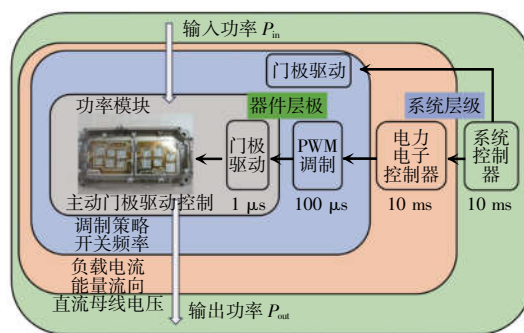 输入功率 Pin
门极驱动
功率模块
器件层极
系统层级
门极
驱动
PWM
调制
电力
电子
控制器
系统
控制
器
主动门极驱动控制
1 μs
100 μs
10 ms
10 ms
调制策略
开关频率
负载电流
能量流向
直流母线电压
输出功率 Pout